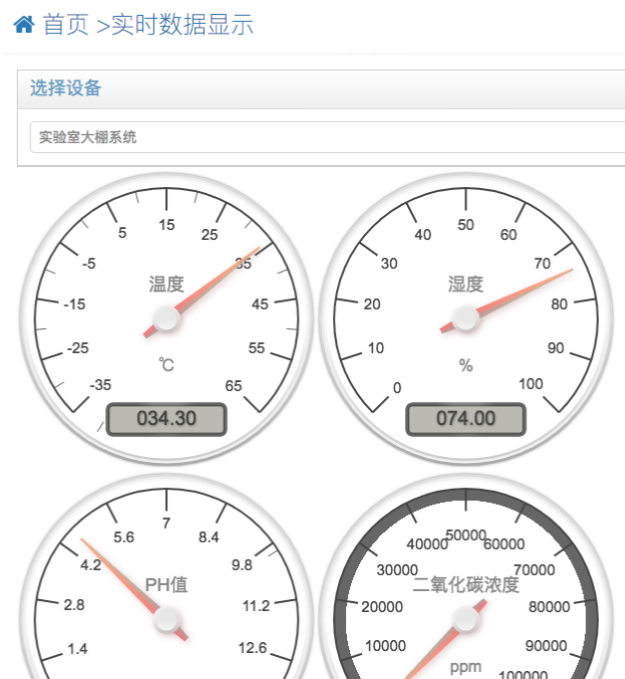 首页 >实时数据显示
选择设备
实验室大棚系统
-35 -25 -15 -5 5 15 25 35 45 55 65
温度
℃
034.30
0 10 20 30 40 50 60 70 80 90 100
湿度
%
074.00
1.4 2.8 4.2 5.6 7 8.4 9.8 11.2 12.6
PH值
10000 20000 30000 40000 50000 60000 70000 80000 90000 100000
二氧化碳浓度
ppm